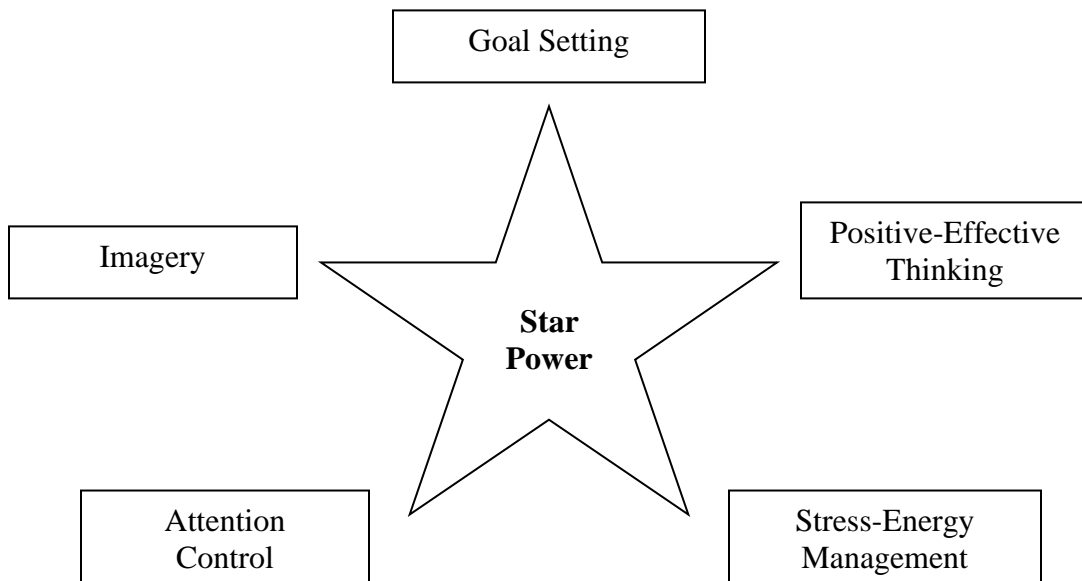 Goal Setting
Imagery
Positive-Effective
Thinking
Star
Power
Attention
Control
Stress-Energy
Management